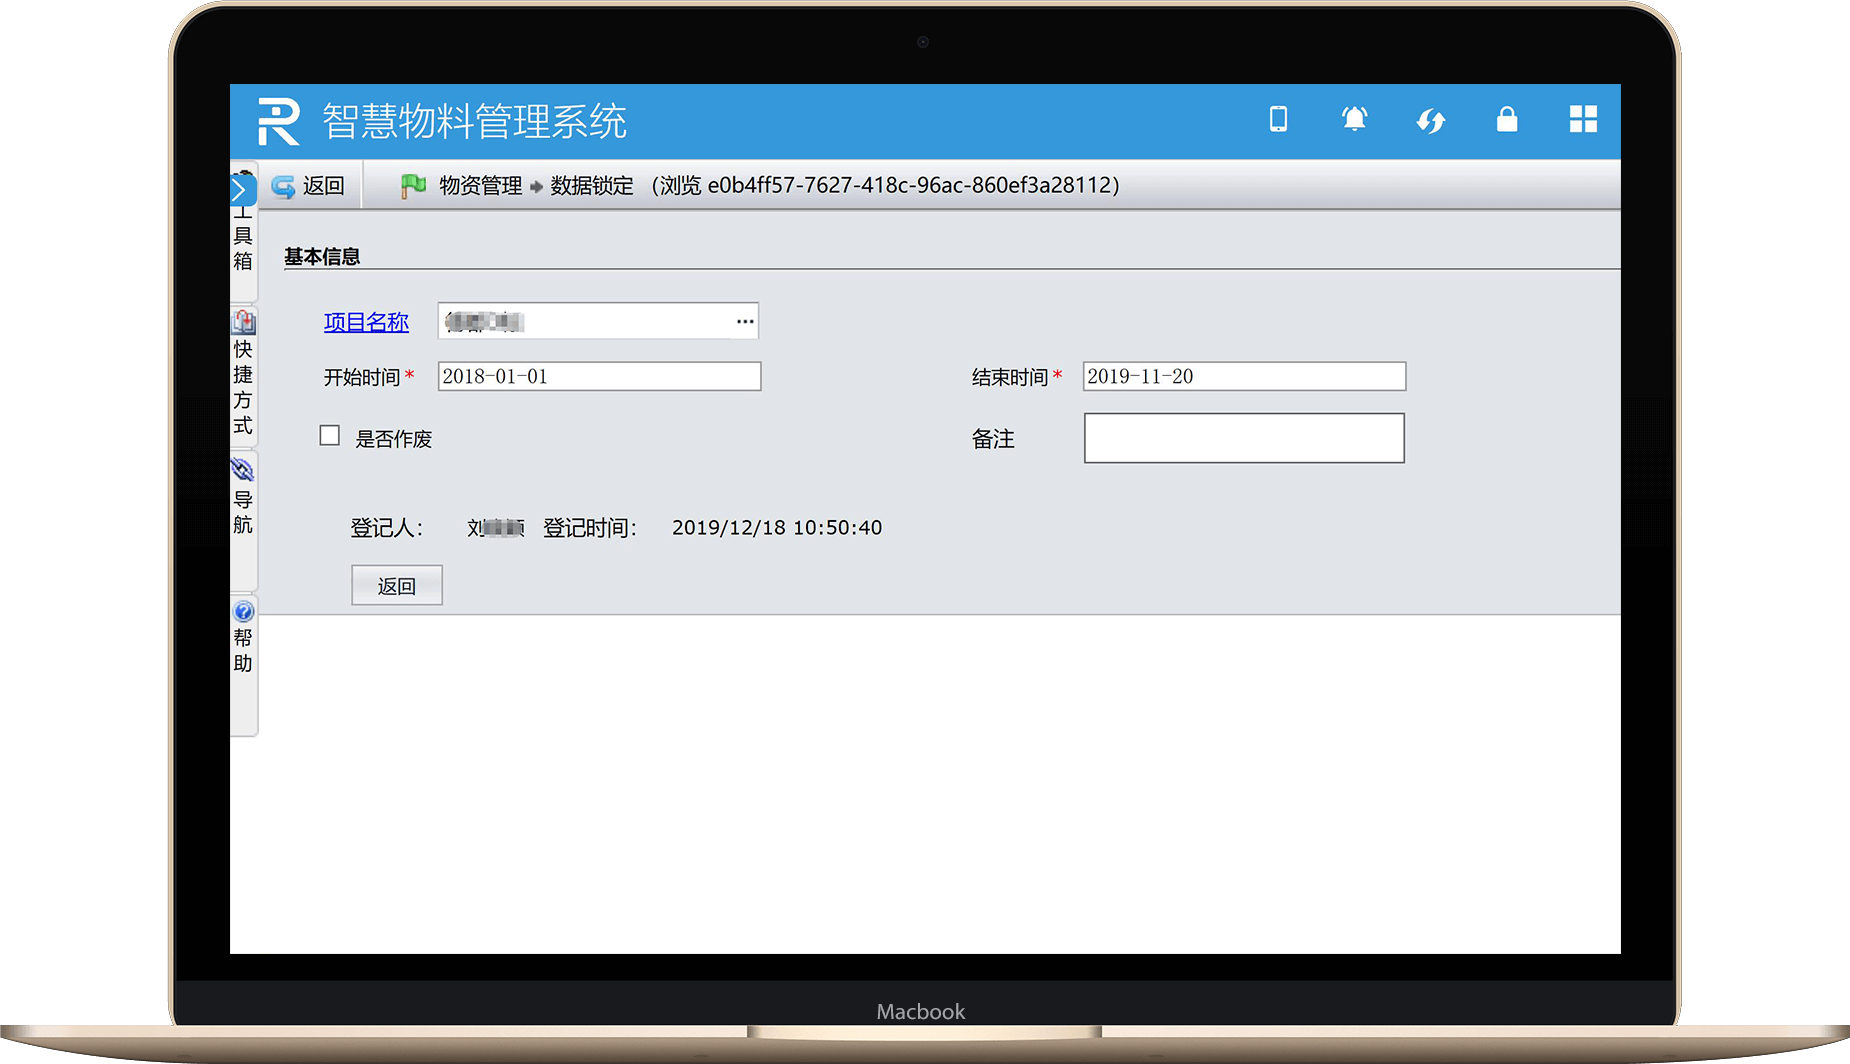 智慧物料管理系统
返回 物资管理 数据锁定 （浏览 e0b4ff57-7627-418c-96ac-860ef3a28112）
具箱
快捷方式
导航
帮助
基本信息
项目名称 ...
开始时间* 2018-01-01 结束时间* 2019-11-20
是否作废 备注
登记人： 刘 登记时间： 2019/12/18 10:50:40
返回
Macbook